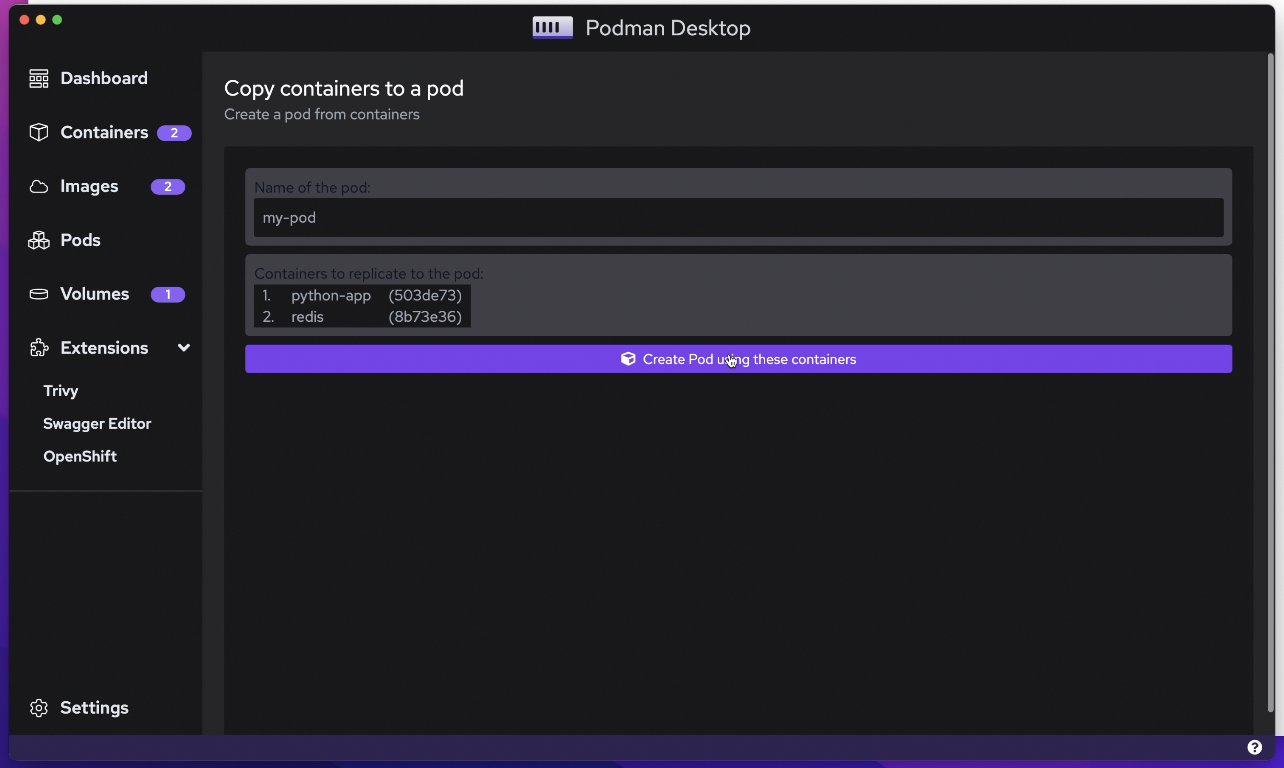 Podman Desktop
Dashboard
Containers 2
Images 2
Pods
Volumes 1
Extensions
Trivy
Swagger Editor
OpenShift
Settings
Copy containers to a pod
Create a pod from containers
Name of the pod:
my-pod
Containers to replicate to the pod:
1. python-app (503de73)
2. redis (8b73e36)
Create Pod using these containers
?